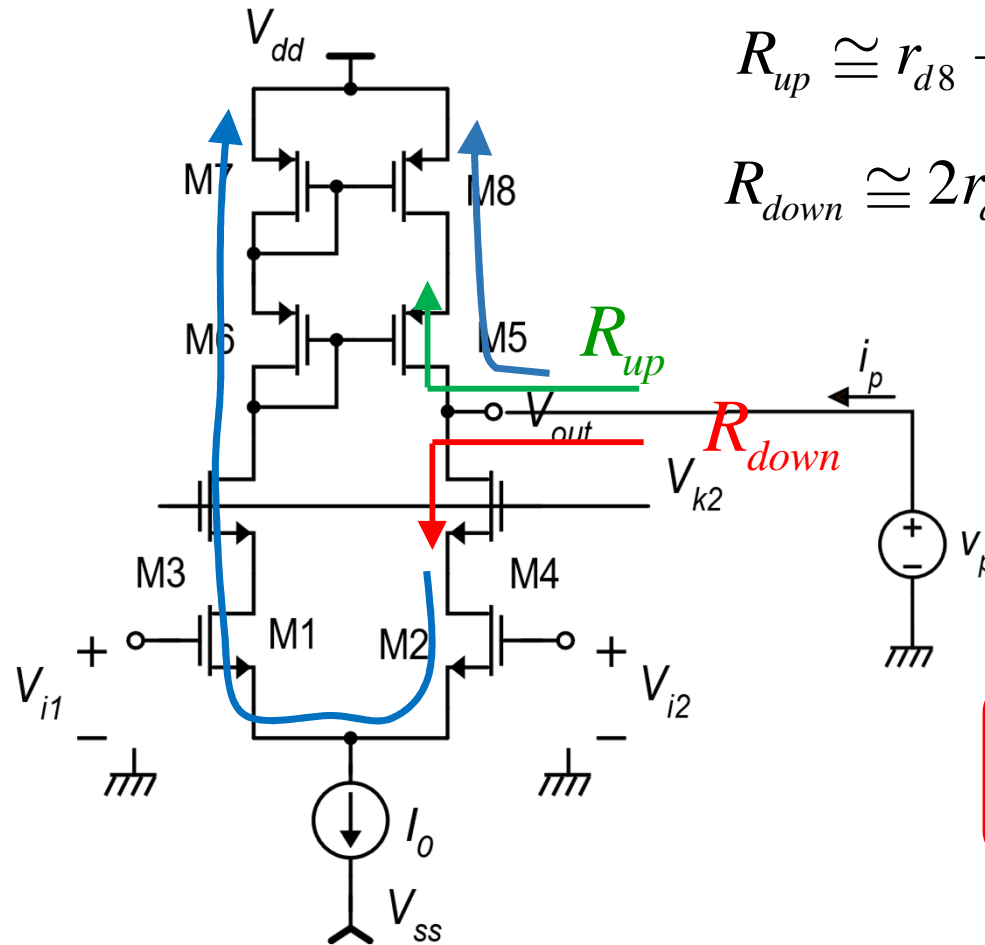 V_dd
R_up ≅ r_d8 -
M7
M8
R_down ≅ 2r
M6
M5
R_up
i_p
V_out
R_down
V_k2
+
−
v_p
M3
M4
M1
M2
+
+
V_i1
V_i2
−
−
I_0
V_ss